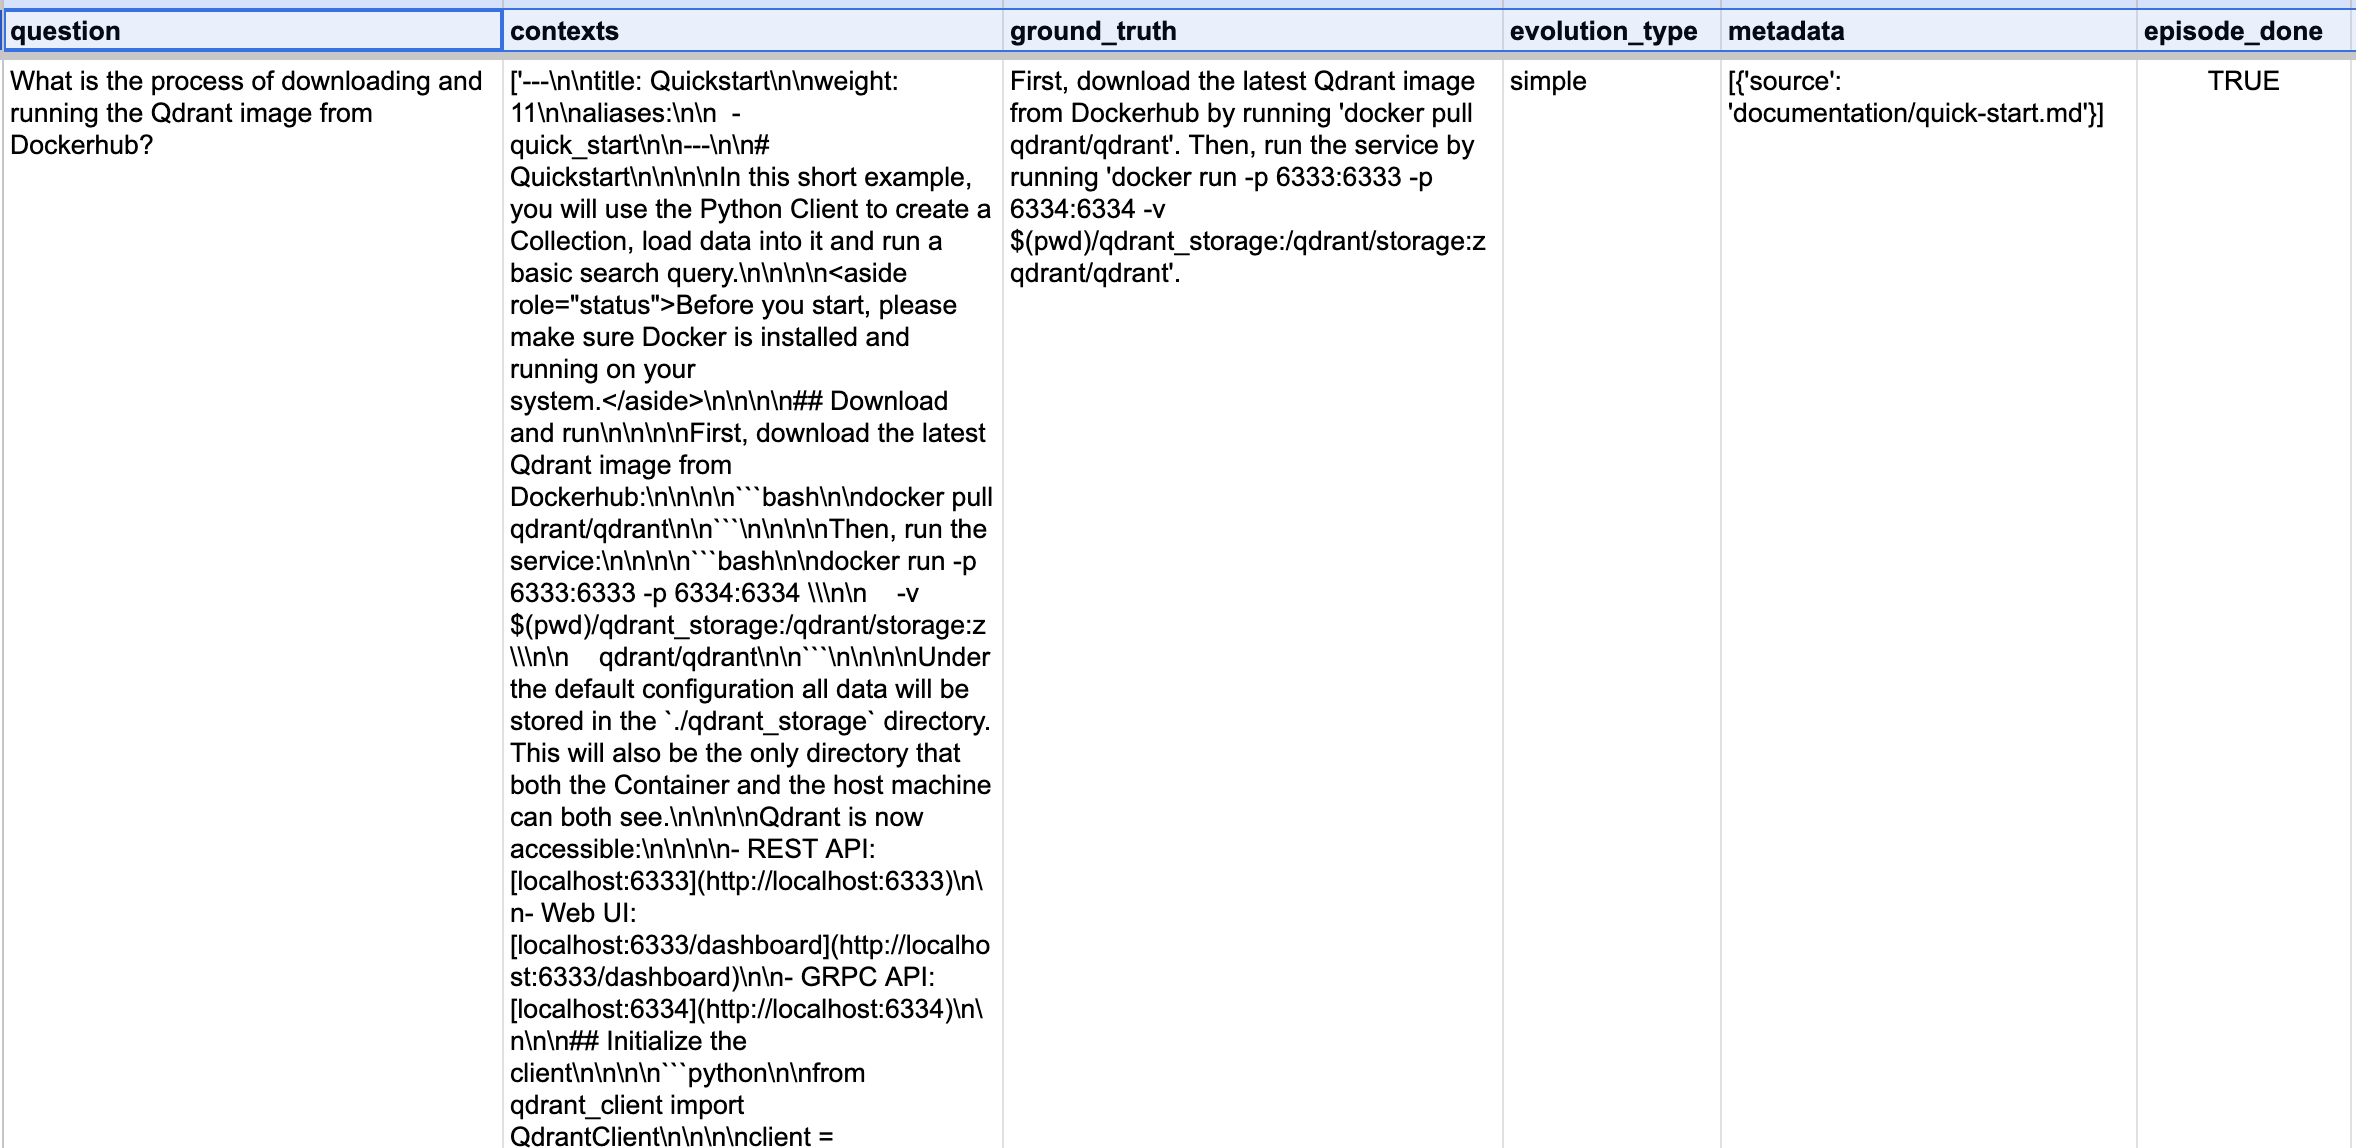 question
contexts
ground_truth
evolution_type
metadata
episode_done
What is the process of downloading and
running the Qdrant image from
Dockerhub?
['---\n\ntitle: Quickstart\n\nweight:
11\n\naliases:\n\n  -
quick_start\n\n---\n\n#
Quickstart\n\n\n\nIn this short example,
you will use the Python Client to create a
Collection, load data into it and run a
basic search query.\n\n\n\n<aside
role="status">Before you start, please
make sure Docker is installed and
running on your
system.</aside>\n\n\n\n## Download
and run\n\n\n\nFirst, download the latest
Qdrant image from
Dockerhub:\n\n\n\n```bash\n\ndocker pull
qdrant/qdrant\n\n```\n\n\n\nThen, run the
service:\n\n\n\n```bash\n\ndocker run -p
6333:6333 -p 6334:6334 \\\n\n    -v
$(pwd)/qdrant_storage:/qdrant/storage:z
\\\n\n    qdrant/qdrant\n\n```\n\n\n\nUnder
the default configuration all data will be
stored in the `./qdrant_storage` directory.
This will also be the only directory that
both the Container and the host machine
can both see.\n\n\n\nQdrant is now
accessible:\n\n\n\n- REST API:
[localhost:6333](http://localhost:6333)\n\
n- Web UI:
[localhost:6333/dashboard](http://localho
st:6333/dashboard)\n\n- GRPC API:
[localhost:6334](http://localhost:6334)\n\
n\n\n## Initialize the
client\n\n\n\n```python\n\nfrom
qdrant_client import
QdrantClient\n\n\n\nclient =
First, download the latest Qdrant image
from Dockerhub by running 'docker pull
qdrant/qdrant'. Then, run the service by
running 'docker run -p 6333:6333 -p
6334:6334 -v
$(pwd)/qdrant_storage:/qdrant/storage:z
qdrant/qdrant'.
simple
[{'source':
'documentation/quick-start.md'}]
TRUE